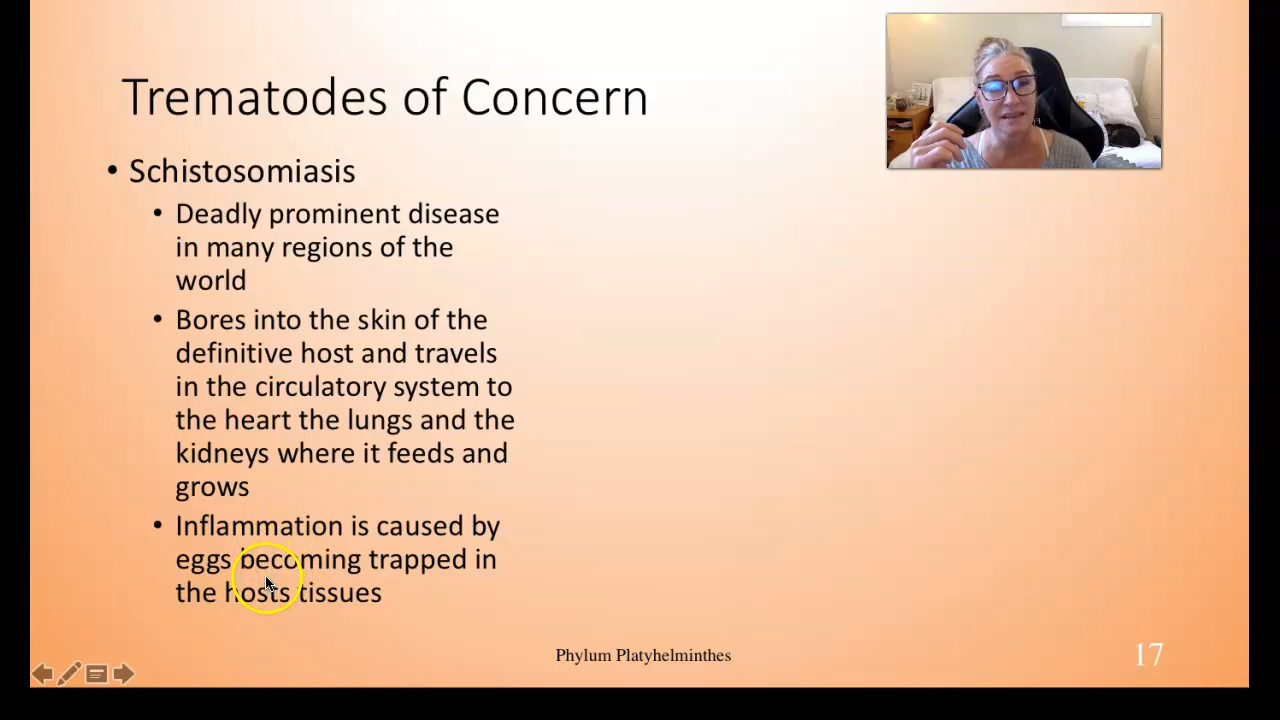 Trematodes of Concern
• Schistosomiasis
• Deadly prominent disease
in many regions of the
world
• Bores into the skin of the
definitive host and travels
in the circulatory system to
the heart the lungs and the
kidneys where it feeds and
grows
• Inflammation is caused by
eggs becoming trapped in
the hosts tissues
Phylum Platyhelminthes
17